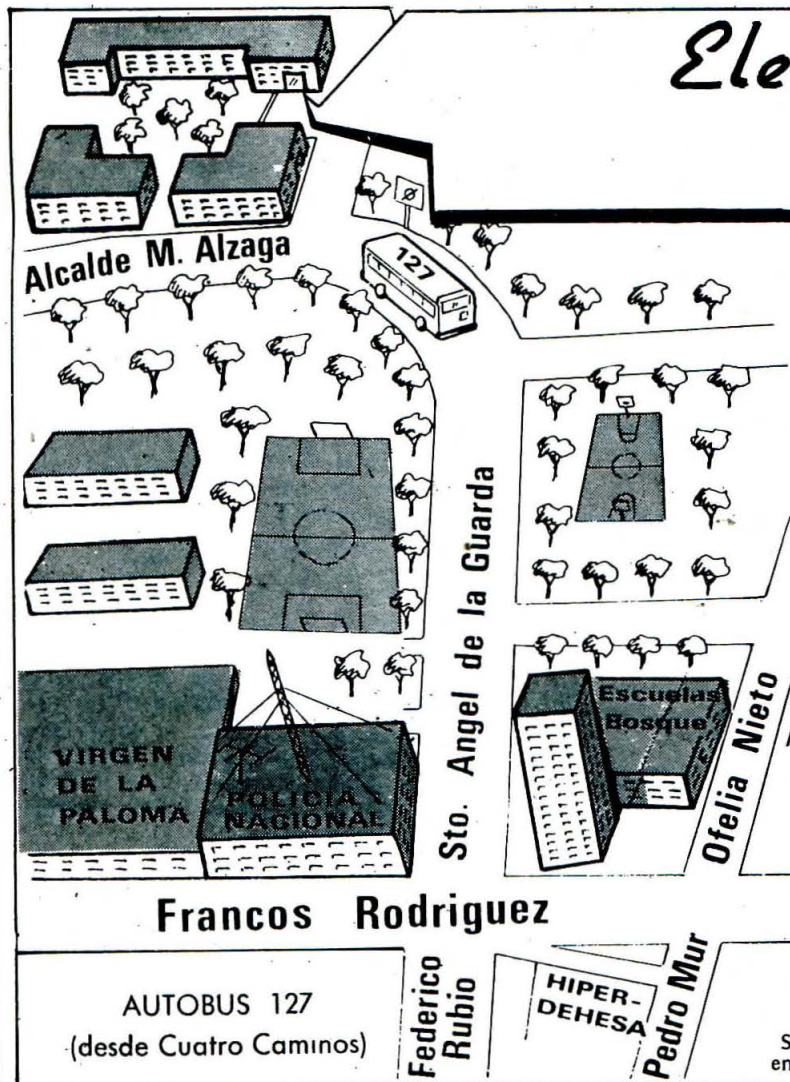 Ele
Alcalde M. Alzaga
127
Sto. Angel de la Guarda
Escuelas
Bosque
Ofelia Nieto
VIRGEN
DE LA
PALOMA
POLICIA
NACIONAL
Francos Rodriguez
AUTOBUS 127
(desde Cuatro Caminos)
Federico
Rubio
HIPER-
DEHESA
Pedro Mur
S
en